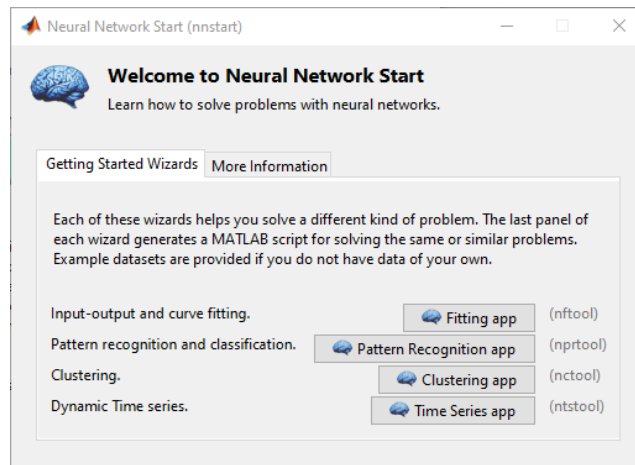 Neural Network Start (nnstart)
Welcome to Neural Network Start
Learn how to solve problems with neural networks.
Getting Started Wizards More Information
Each of these wizards helps you solve a different kind of problem. The last panel of
each wizard generates a MATLAB script for solving the same or similar problems.
Example datasets are provided if you do not have data of your own.
Input-output and curve fitting. Fitting app (nftool)
Pattern recognition and classification. Pattern Recognition app (nprtool)
Clustering. Clustering app (nctool)
Dynamic Time series. Time Series app (ntstool)